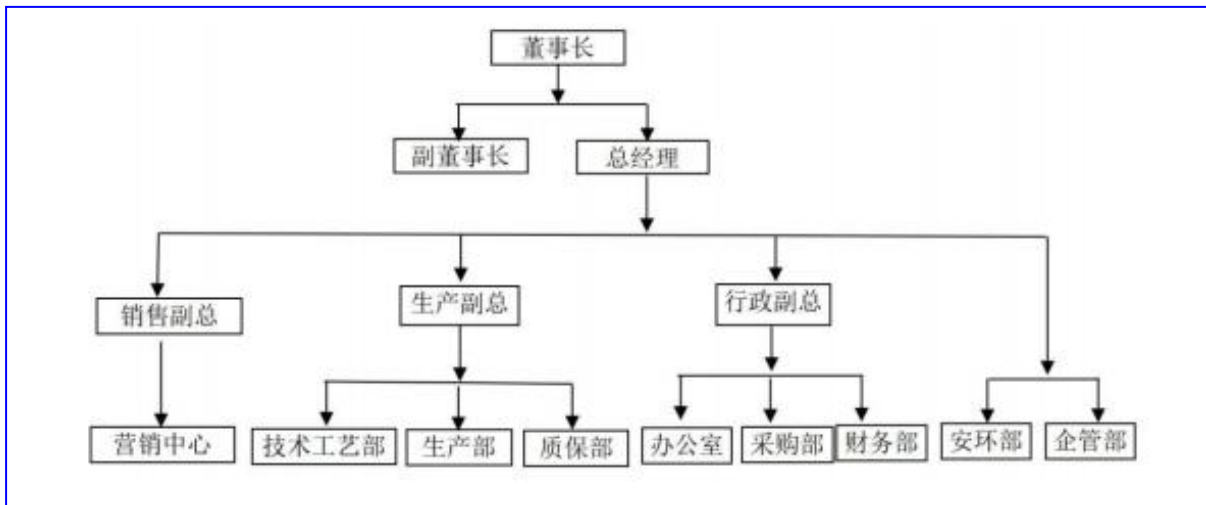 董事长
副董事长
总经理
销售副总
生产副总
行政副总
营销中心
技术工艺部
生产部
质保部
办公室
采购部
财务部
安环部
企管部